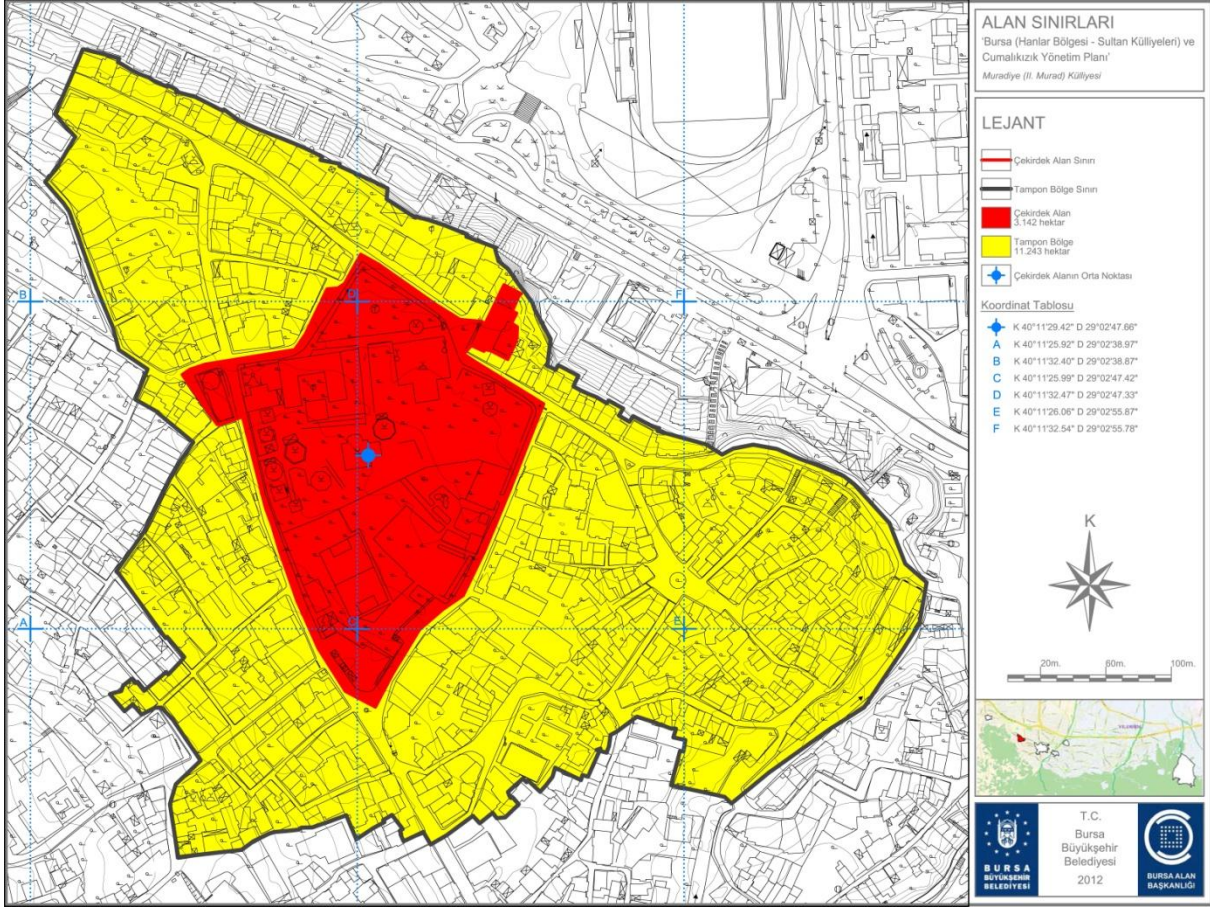 ALAN SINIRLARI
'Bursa (Hanlar Bölgesi - Sultan Külliyeleri) ve
Cumalıkızık Yönetim Planı'
Muradiye (II. Murad) Külliyesi
LEJANT
Çekirdek Alan Sınırı
Tampon Bölge Sınırı
Çekirdek Alan
3.142 hektar
Tampon Bölge
11.243 hektar
Çekirdek Alanın Orta Noktası
Koordinat Tablosu
K 40°11'29.42" D 29°02'47.66"
A K 40°11'25.92" D 29°02'38.97"
B K 40°11'32.40" D 29°02'38.87"
C K 40°11'25.99" D 29°02'47.42"
D K 40°11'32.47" D 29°02'47.33"
E K 40°11'26.06" D 29°02'55.87"
F K 40°11'32.54" D 29°02'55.78"
K
20m. 60m. 100m.
T.C.
Bursa
Büyükşehir
Belediyesi
2012
BURSA
BÜYÜKŞEHİR
BELEDİYESİ
BURSA ALAN
BAŞKANLIĞI
B D F
A C E